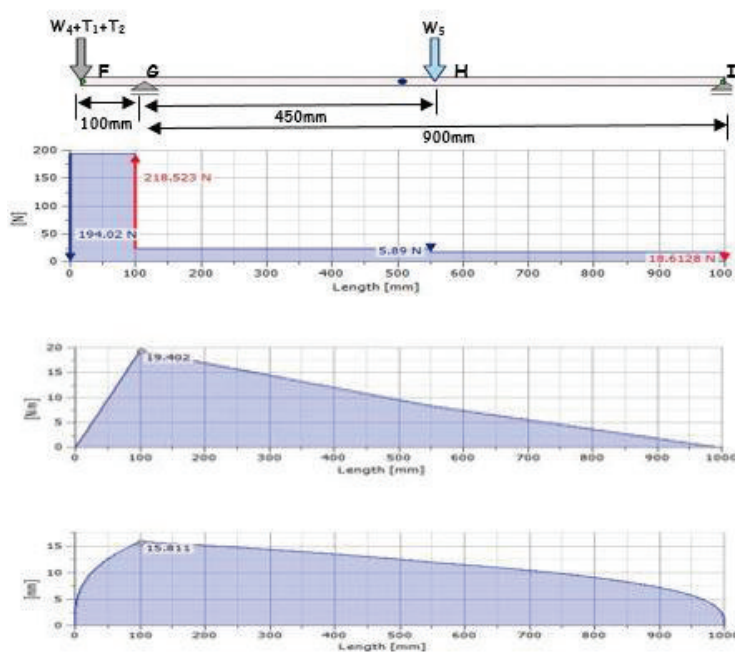 W4+T1+T2 W5
F G H I
100mm 450mm
900mm
200
150
100
50
0
[N]
218.523 N
194.02 N
5.89 N
18.6128 N
0 100 200 300 400 500 600 700 800 900 100
Length [mm]
20
15
10
5
0
[Nm]
19.402
0 100 200 300 400 500 600 700 800 900 1000
Length [mm]
15
10
5
0
[mm]
15.811
0 100 200 300 400 500 600 700 800 900 1000
Length [mm]